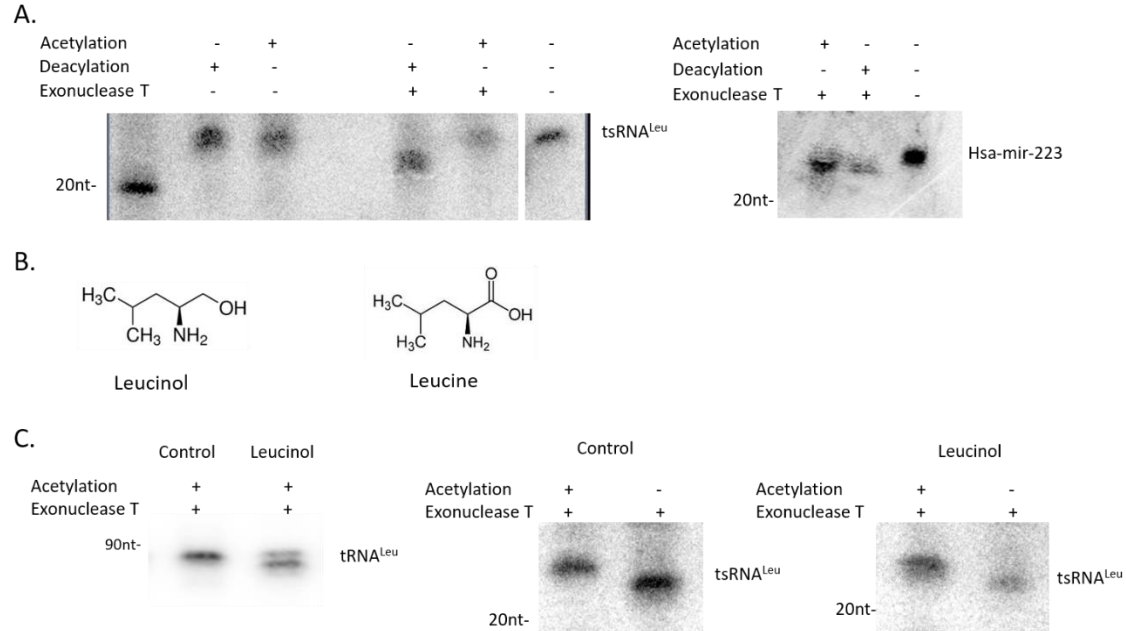 A.
Acetylation - + - + -
Deacylation + - + - -
Exonuclease T - - + + -
20nt-
tsRNA^Leu
Acetylation + - -
Deacylation - + -
Exonuclease T + + -
20nt-
Hsa-mir-223
B.
H₃C OH
CH₃ NH₂
Leucinol
O
H₃C OH
H₃C NH₂
Leucine
C.
Control Leucinol
Acetylation + +
Exonuclease T + +
90nt-
tRNA^Leu
Control
Acetylation + -
Exonuclease T + +
tsRNA^Leu
20nt-
Leucinol
Acetylation + -
Exonuclease T + +
tsRNA^Leu
20nt-